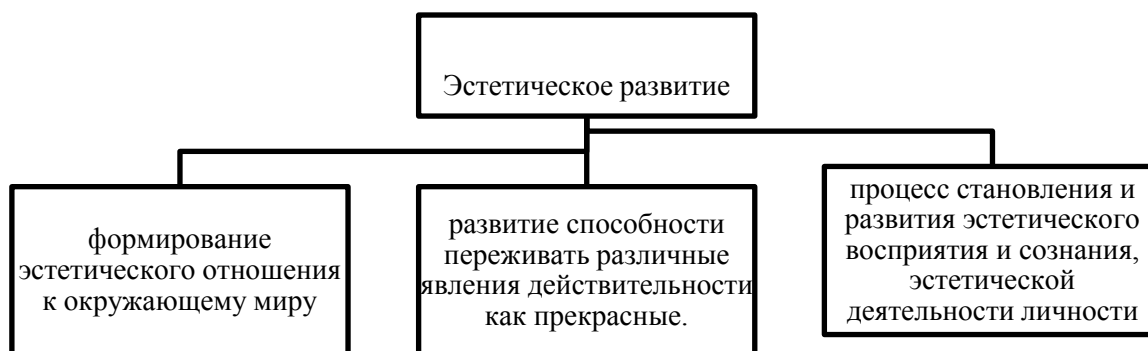 Эстетическое развитие
формирование
эстетического отношения
к окружающему миру
развитие способности
переживать различные
явления действительности
как прекрасные.
процесс становления и
развития эстетического
восприятия и сознания,
эстетической
деятельности личности